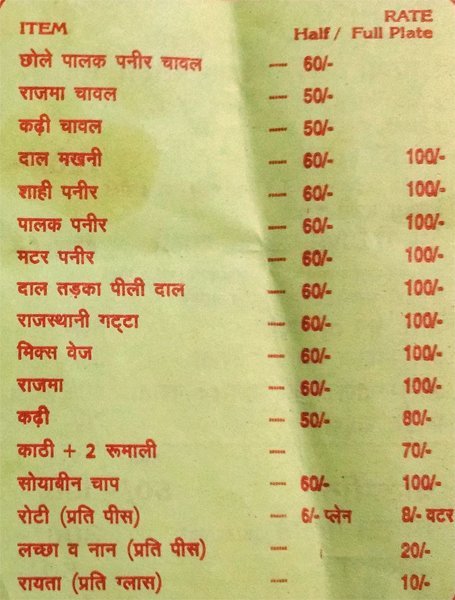 RATE
ITEM Half / Full Plate
छोले पालक पनीर चावल — 60/-
राजमा चावल — 50/-
कढ़ी चावल — 50/-
दाल मखनी — 60/- 100/-
शाही पनीर — 60/- 100/-
पालक पनीर — 60/- 100/-
मटर पनीर — 60/- 100/-
दाल तड़का पीली दाल — 60/- 100/-
राजस्थानी गट्टा — 60/- 100/-
मिक्स वेज — 60/- 100/-
राजमा — 60/- 100/-
कढ़ी — 50/- 80/-
काठी + 2 रूमाली — 70/-
सोयाबीन चाप — 60/- 100/-
रोटी (प्रति पीस) — 6/- प्लेन 8/- वटर
लच्छा व नान (प्रति पीस) — 20/-
रायता (प्रति ग्लास) — 10/-